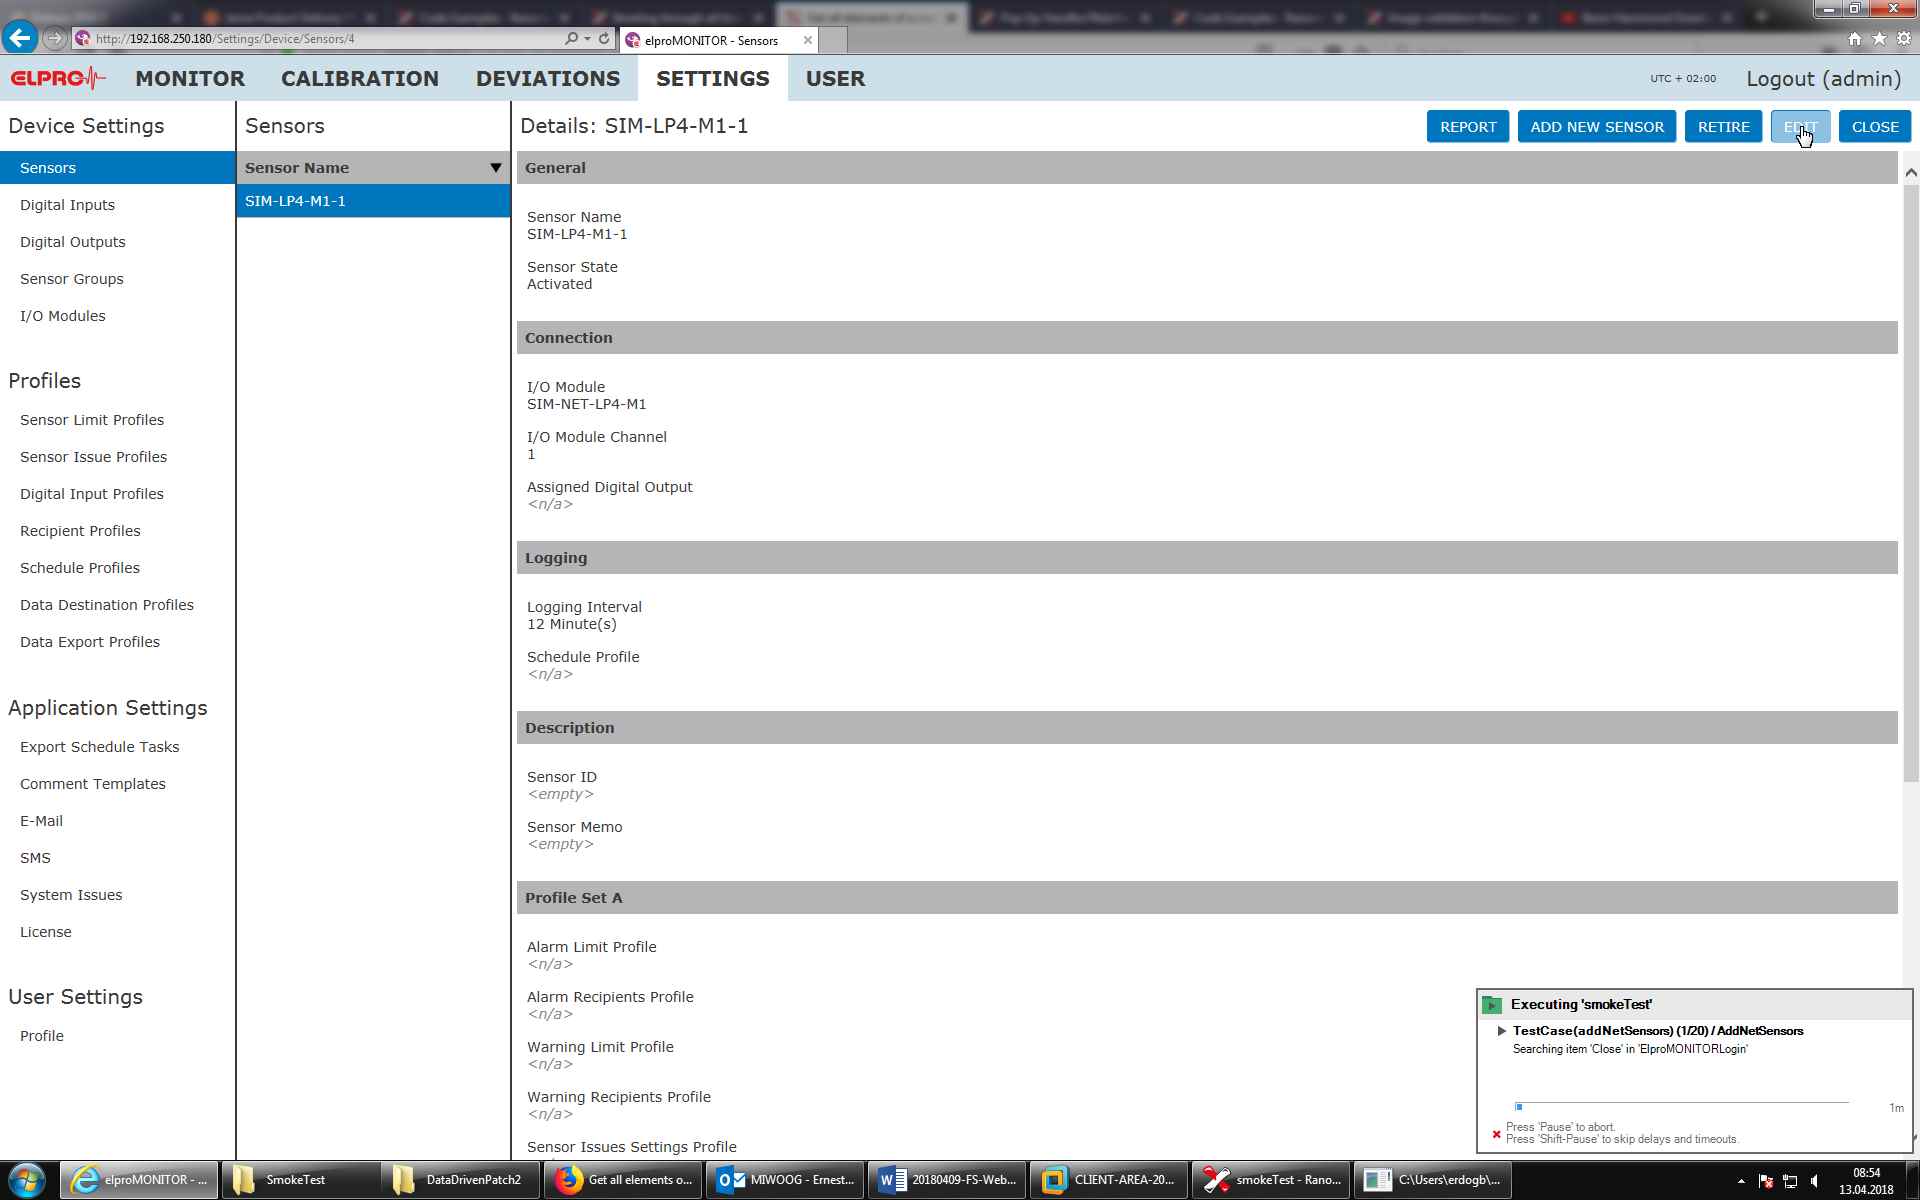 http://192.168.250.180/Settings/Device/Sensors/4
elproMONITOR - Sensors
ELPRO
MONITOR
CALIBRATION
DEVIATIONS
SETTINGS
USER
UTC + 02:00
Logout (admin)
Device Settings
Sensors
Digital Inputs
Digital Outputs
Sensor Groups
I/O Modules
Profiles
Sensor Limit Profiles
Sensor Issue Profiles
Digital Input Profiles
Recipient Profiles
Schedule Profiles
Data Destination Profiles
Data Export Profiles
Application Settings
Export Schedule Tasks
Comment Templates
E-Mail
SMS
System Issues
License
User Settings
Profile
Sensors
Sensor Name
SIM-LP4-M1-1
Details: SIM-LP4-M1-1
REPORT
ADD NEW SENSOR
RETIRE
EDIT
CLOSE
General
Sensor Name
SIM-LP4-M1-1
Sensor State
Activated
Connection
I/O Module
SIM-NET-LP4-M1
I/O Module Channel
1
Assigned Digital Output
<n/a>
Logging
Logging Interval
12 Minute(s)
Schedule Profile
<n/a>
Description
Sensor ID
<empty>
Sensor Memo
<empty>
Profile Set A
Alarm Limit Profile
<n/a>
Alarm Recipients Profile
<n/a>
Warning Limit Profile
<n/a>
Warning Recipients Profile
<n/a>
Sensor Issues Settings Profile
Executing 'smokeTest'
TestCase(addNetSensors) (1/20) / AddNetSensors
Searching item 'Close' in 'ElproMONITORLogin'
1m
Press 'Pause' to abort.
Press 'Shift-Pause' to skip delays and timeouts.
elproMONITOR - ...
SmokeTest
DataDrivenPatch2
Get all elements o...
MIWOOG - Ernest...
20180409-FS-Web...
CLIENT-AREA-20...
smokeTest - Rano...
C:\Users\erdogb\...
08:54
13.04.2018